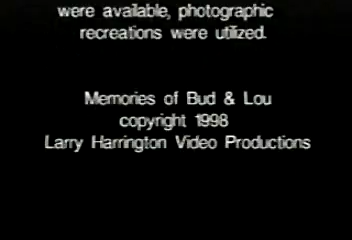 were available, photographic
recreations were utilized.
Memories of Bud & Lou
copyright 1998
Larry Harrington Video Productions